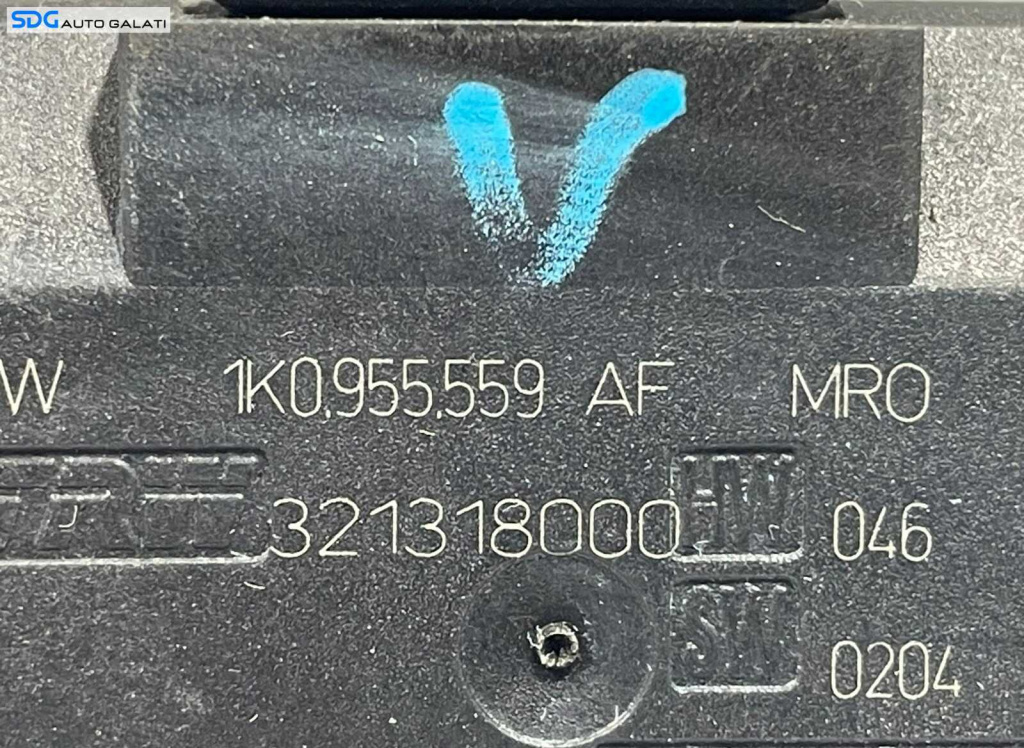 SDG AUTO GALATI
V
W 1K0.955.559 AF MRO
321318000 HW 046
SW 0204